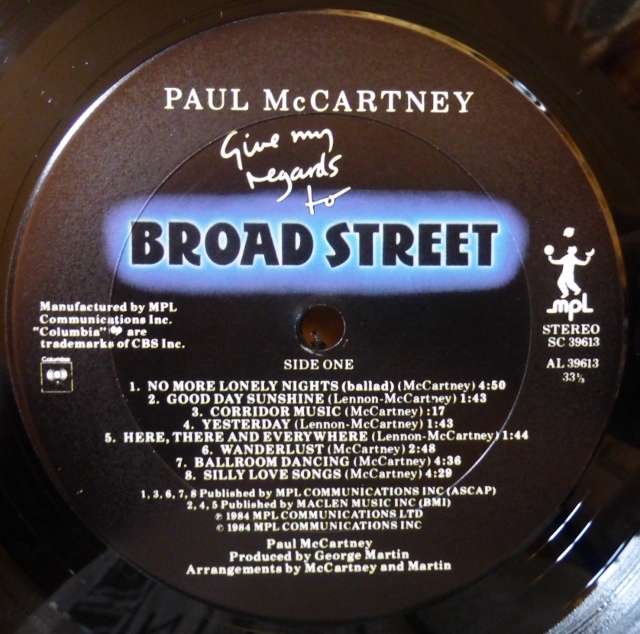 PAUL McCARTNEY
Give my
regards
to
BROAD STREET
mpl
Manufactured by MPL
Communications Inc.
"Columbia" ❤ are
trademarks of CBS Inc.
Columbia
STEREO
SC 39613
AL 39613
33⅓
SIDE ONE
1. NO MORE LONELY NIGHTS (ballad) (McCartney) 4:50
2. GOOD DAY SUNSHINE (Lennon-McCartney) 1:43
3. CORRIDOR MUSIC (McCartney) :17
4. YESTERDAY (Lennon-McCartney) 1:43
5. HERE, THERE AND EVERYWHERE (Lennon-McCartney) 1:44
6. WANDERLUST (McCartney) 2:48
7. BALLROOM DANCING (McCartney) 4:36
8. SILLY LOVE SONGS (McCartney) 4:29
1, 3, 6, 7, 8 Published by MPL COMMUNICATIONS INC (ASCAP)
2, 4, 5 Published by MACLEN MUSIC INC (BMI)
℗ 1984 MPL COMMUNICATIONS LTD
© 1984 MPL COMMUNICATIONS INC
Paul McCartney
Produced by George Martin
Arrangements by McCartney and Martin